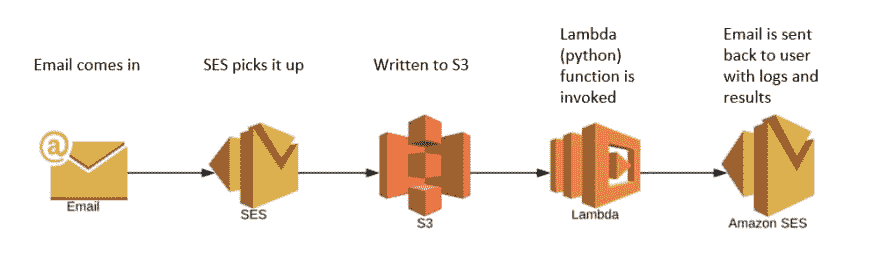 Email comes in
SES picks it up
Written to S3
Lambda
(python)
function is
invoked
Email is sent
back to user
with logs and
results
@
Email
SES
S3
Lambda
Amazon SES